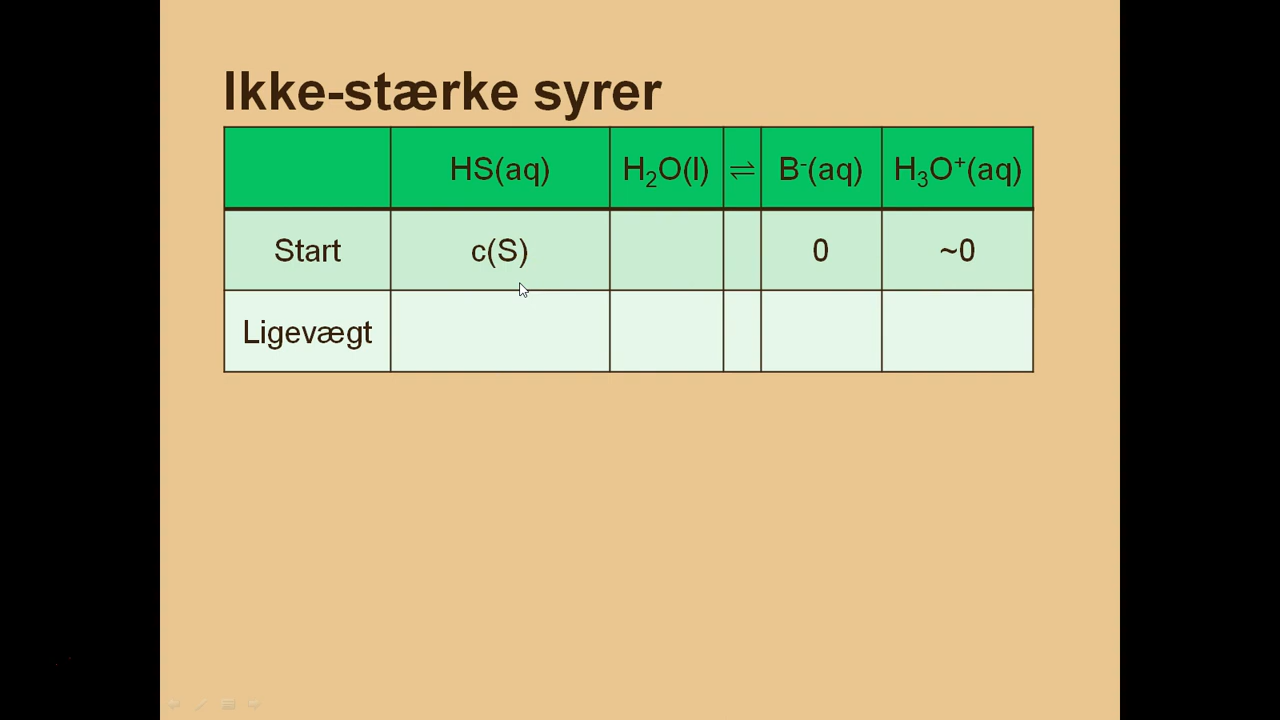 Ikke-stærke syrer
HS(aq) H₂O(l) ⇌ B⁻(aq) H₃O⁺(aq)
Start c(S) 0 ~0
Ligevægt